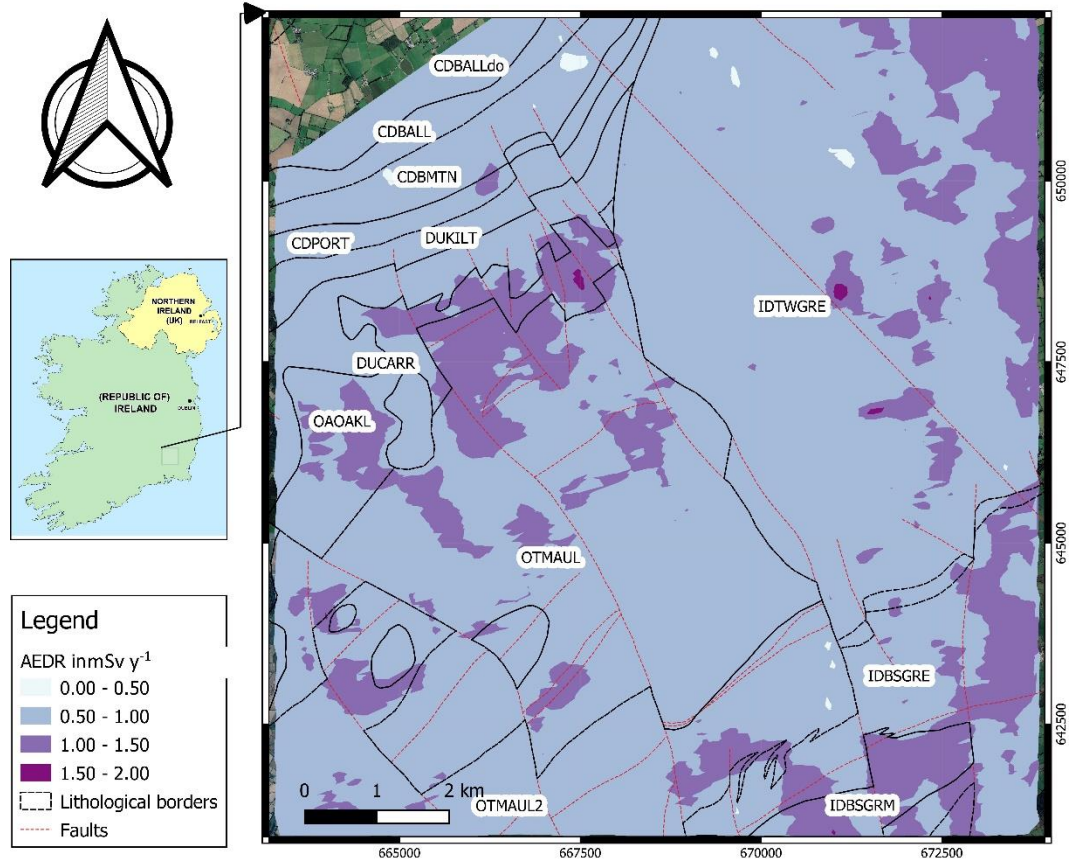 CDBALLdo
CDBALL
CDBMTN
CDPORT
DUKILT
IDTWGRE
DUCARR
OAOAKL
OTMAUL
IDBSGRE
OTMAUL2
IDBSGRM
650000
647500
645000
642500
665000
667500
670000
672500
0 1 2 km
NORTHERN
IRELAND
(UK)
BELFAST
(REPUBLIC OF)
IRELAND
DUBLIN
Legend
AEDR inmSv y⁻¹
0.00 - 0.50
0.50 - 1.00
1.00 - 1.50
1.50 - 2.00
Lithological borders
Faults